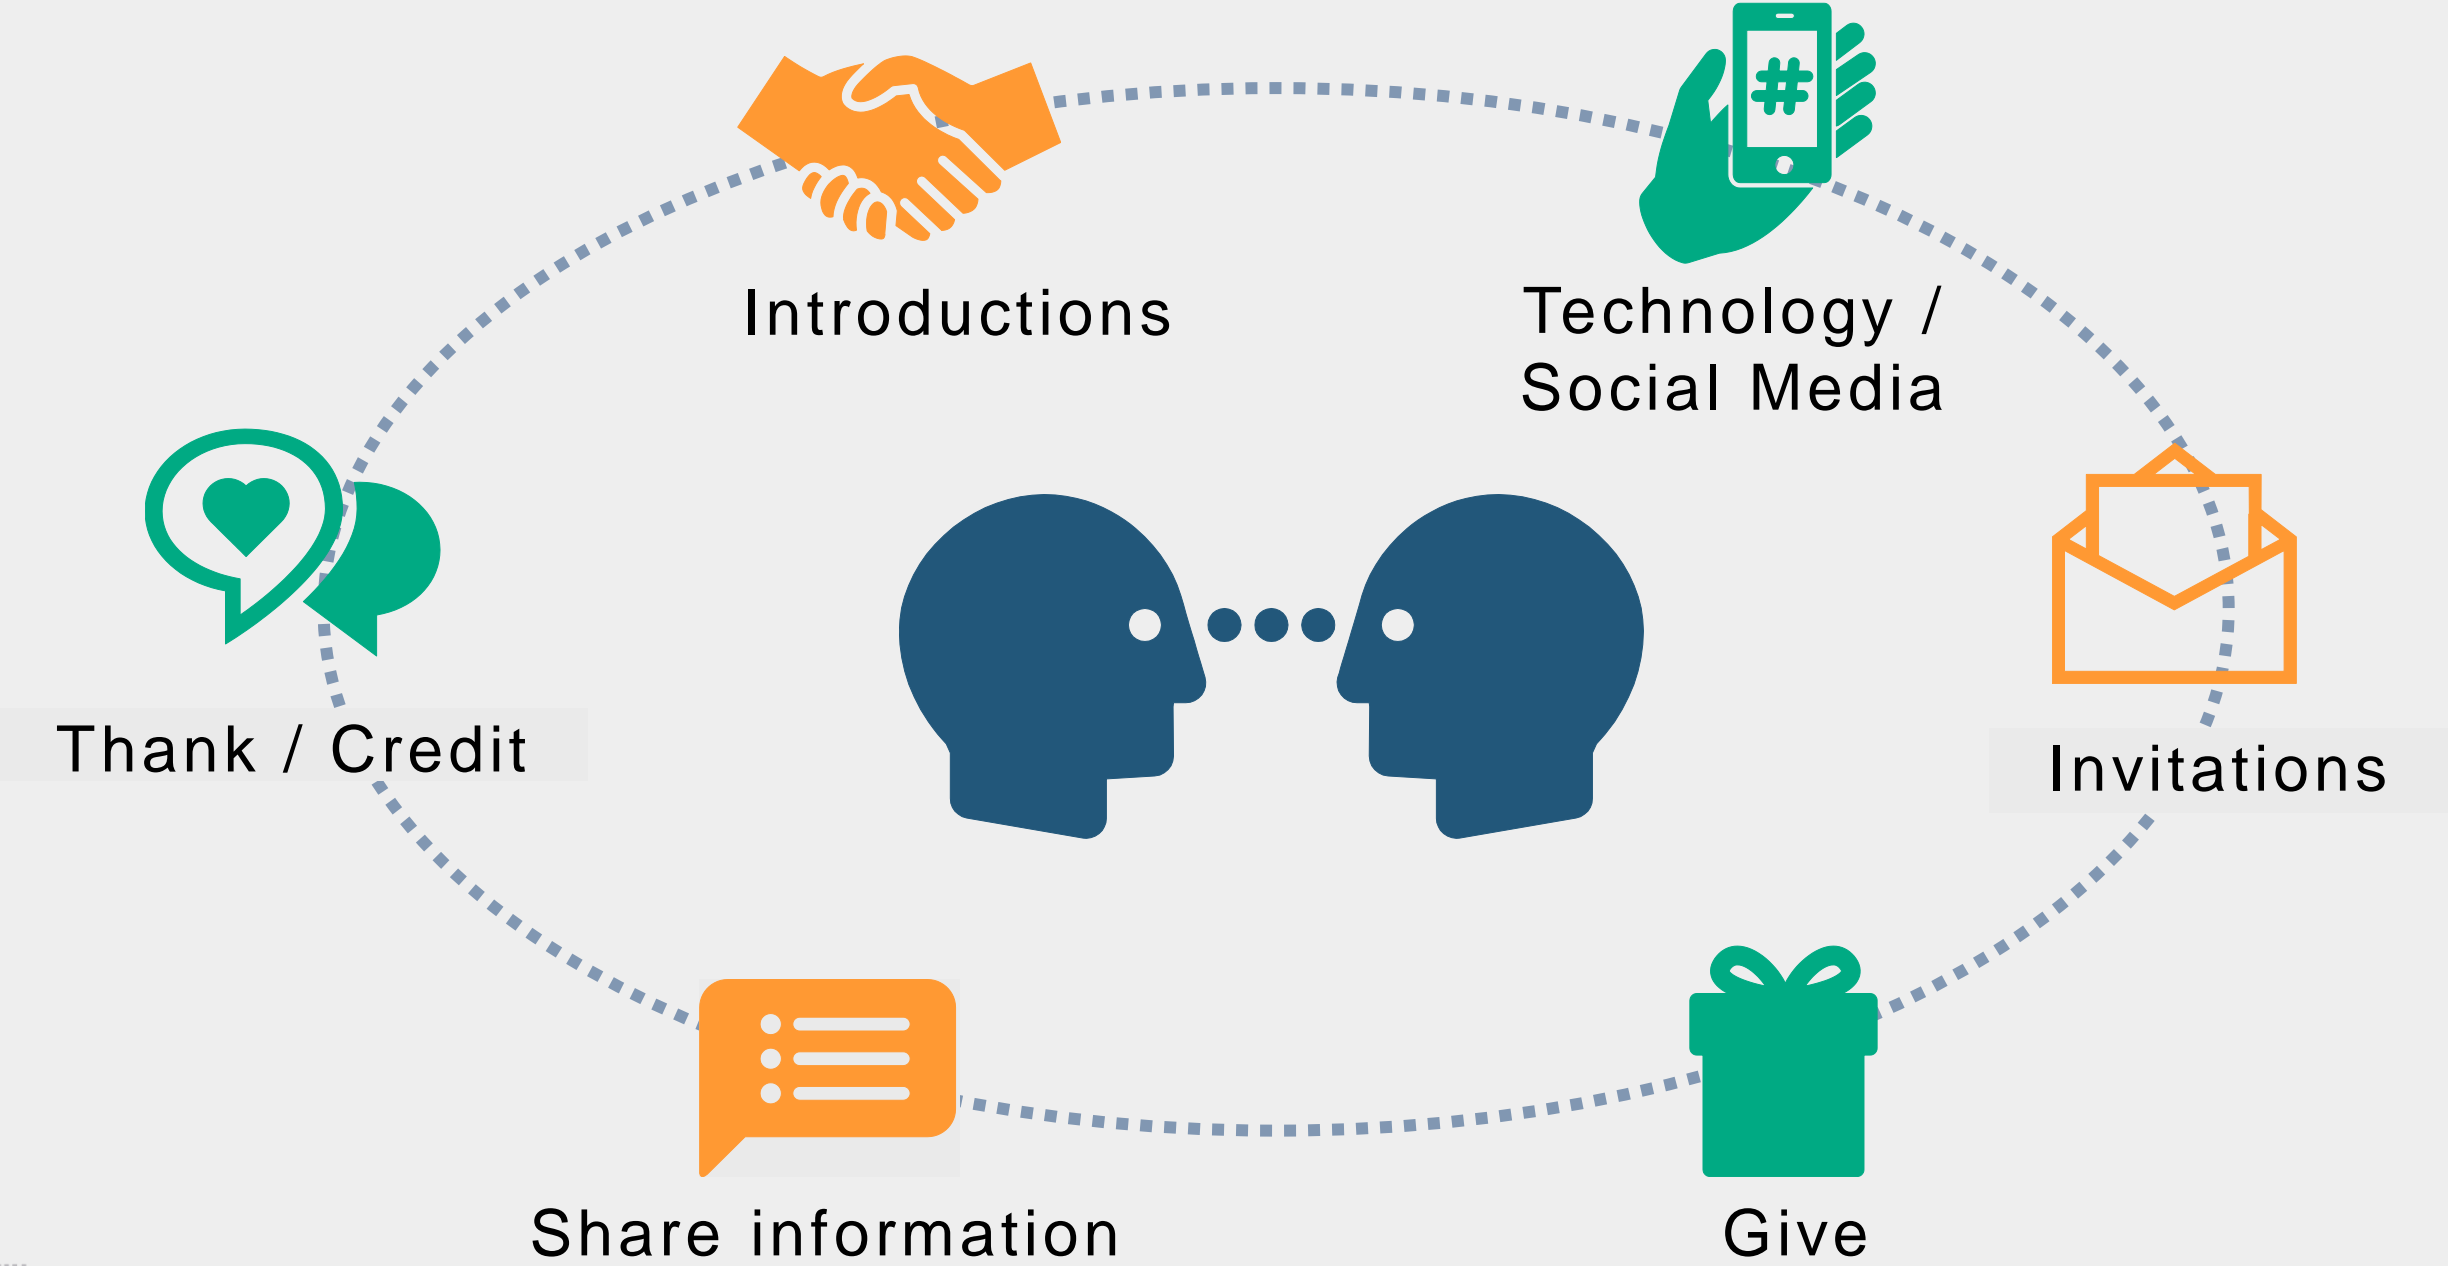 Introductions
Technology /
Social Media
Thank / Credit
Invitations
Share information
Give
#